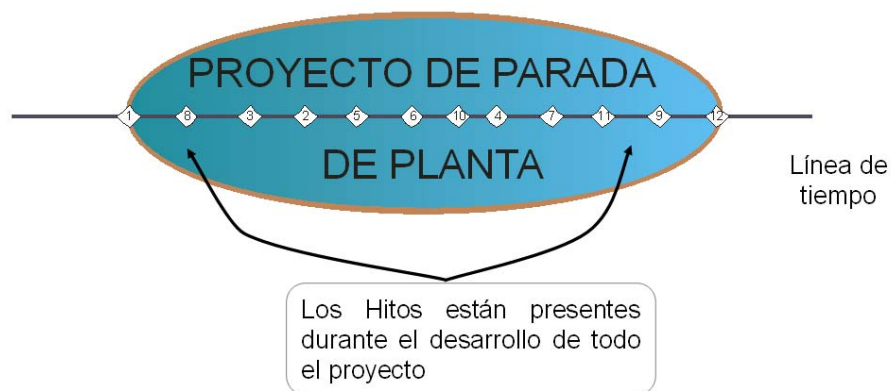 PROYECTO DE PARADA
1 8 3 2 5 6 10 4 7 11 9 12
DE PLANTA
Línea de
tiempo
Los Hitos están presentes
durante el desarrollo de todo
el proyecto